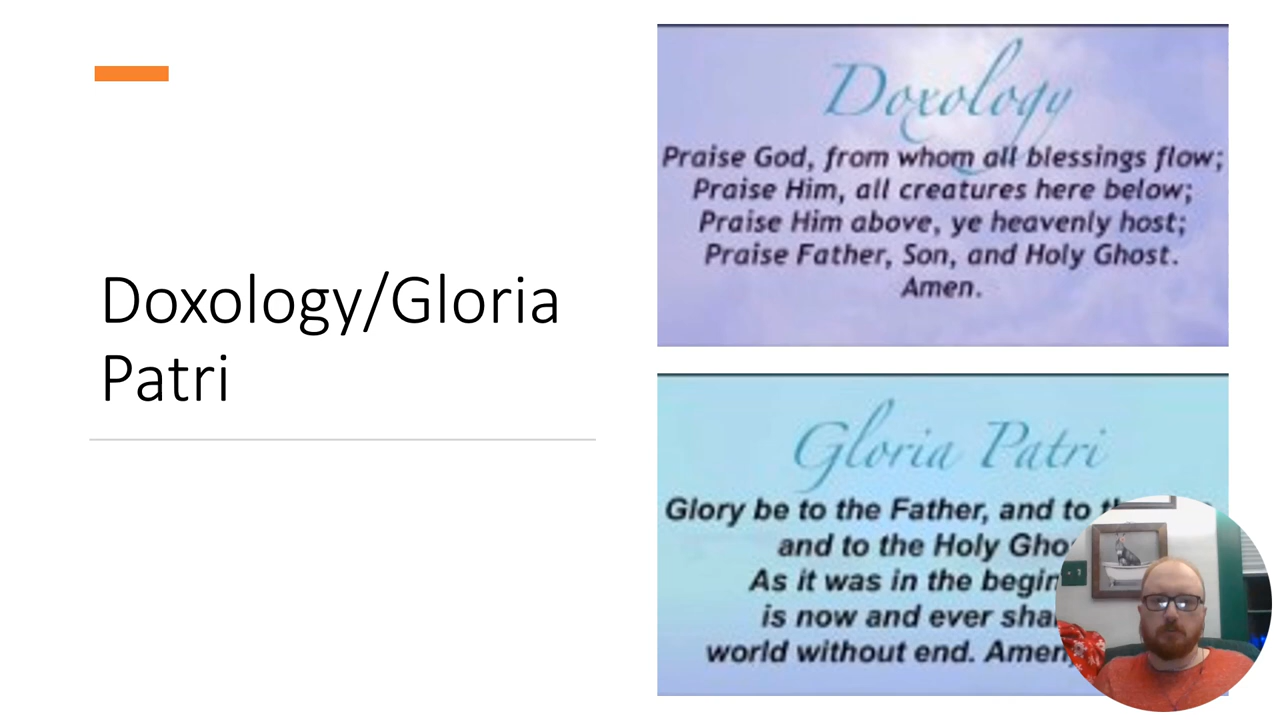 Doxology/Gloria
Patri
Doxology
Praise God, from whom all blessings flow;
Praise Him, all creatures here below;
Praise Him above, ye heavenly host;
Praise Father, Son, and Holy Ghost.
Amen.
Gloria Patri
Glory be to the Father, and to
and to the Holy
As it was in the
is now and ever
world without end. Amen,